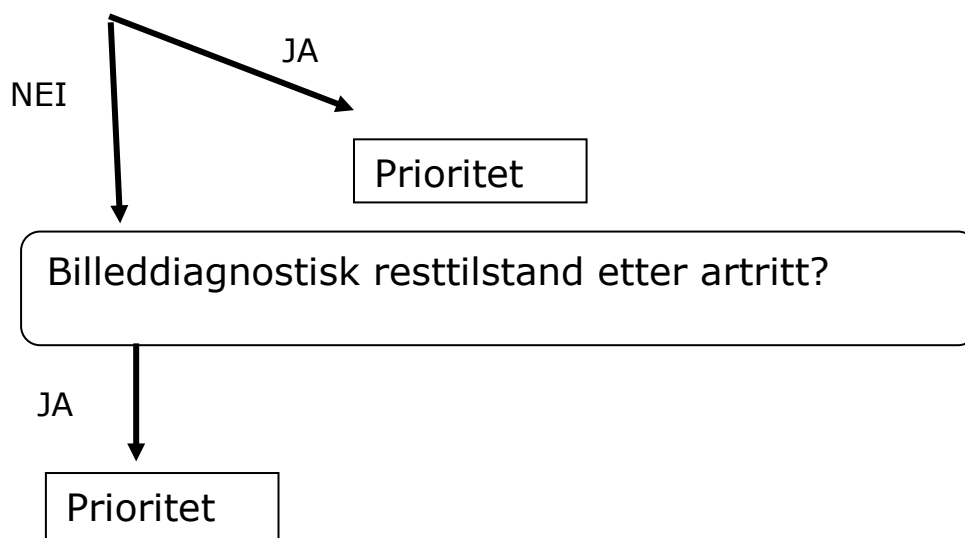 JA
NEI
Prioritet
Billeddiagnostisk resttilstand etter artritt?
JA
Prioritet